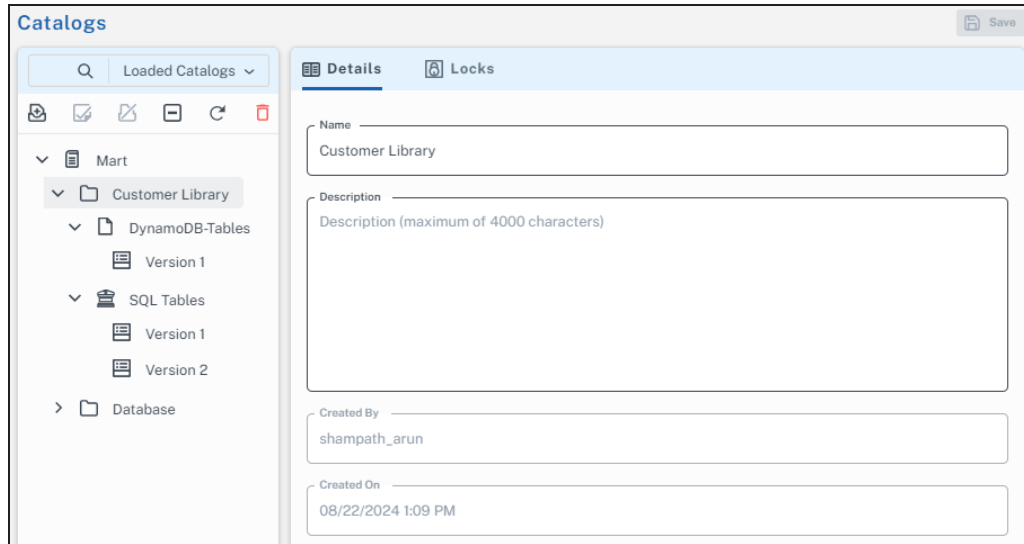 Catalogs
Save
Loaded Catalogs
Mart
Customer Library
DynamoDB-Tables
Version 1
SQL Tables
Version 1
Version 2
Database
Details
Locks
Name
Customer Library
Description
Description (maximum of 4000 characters)
Created By
shampath_arun
Created On
08/22/2024 1:09 PM